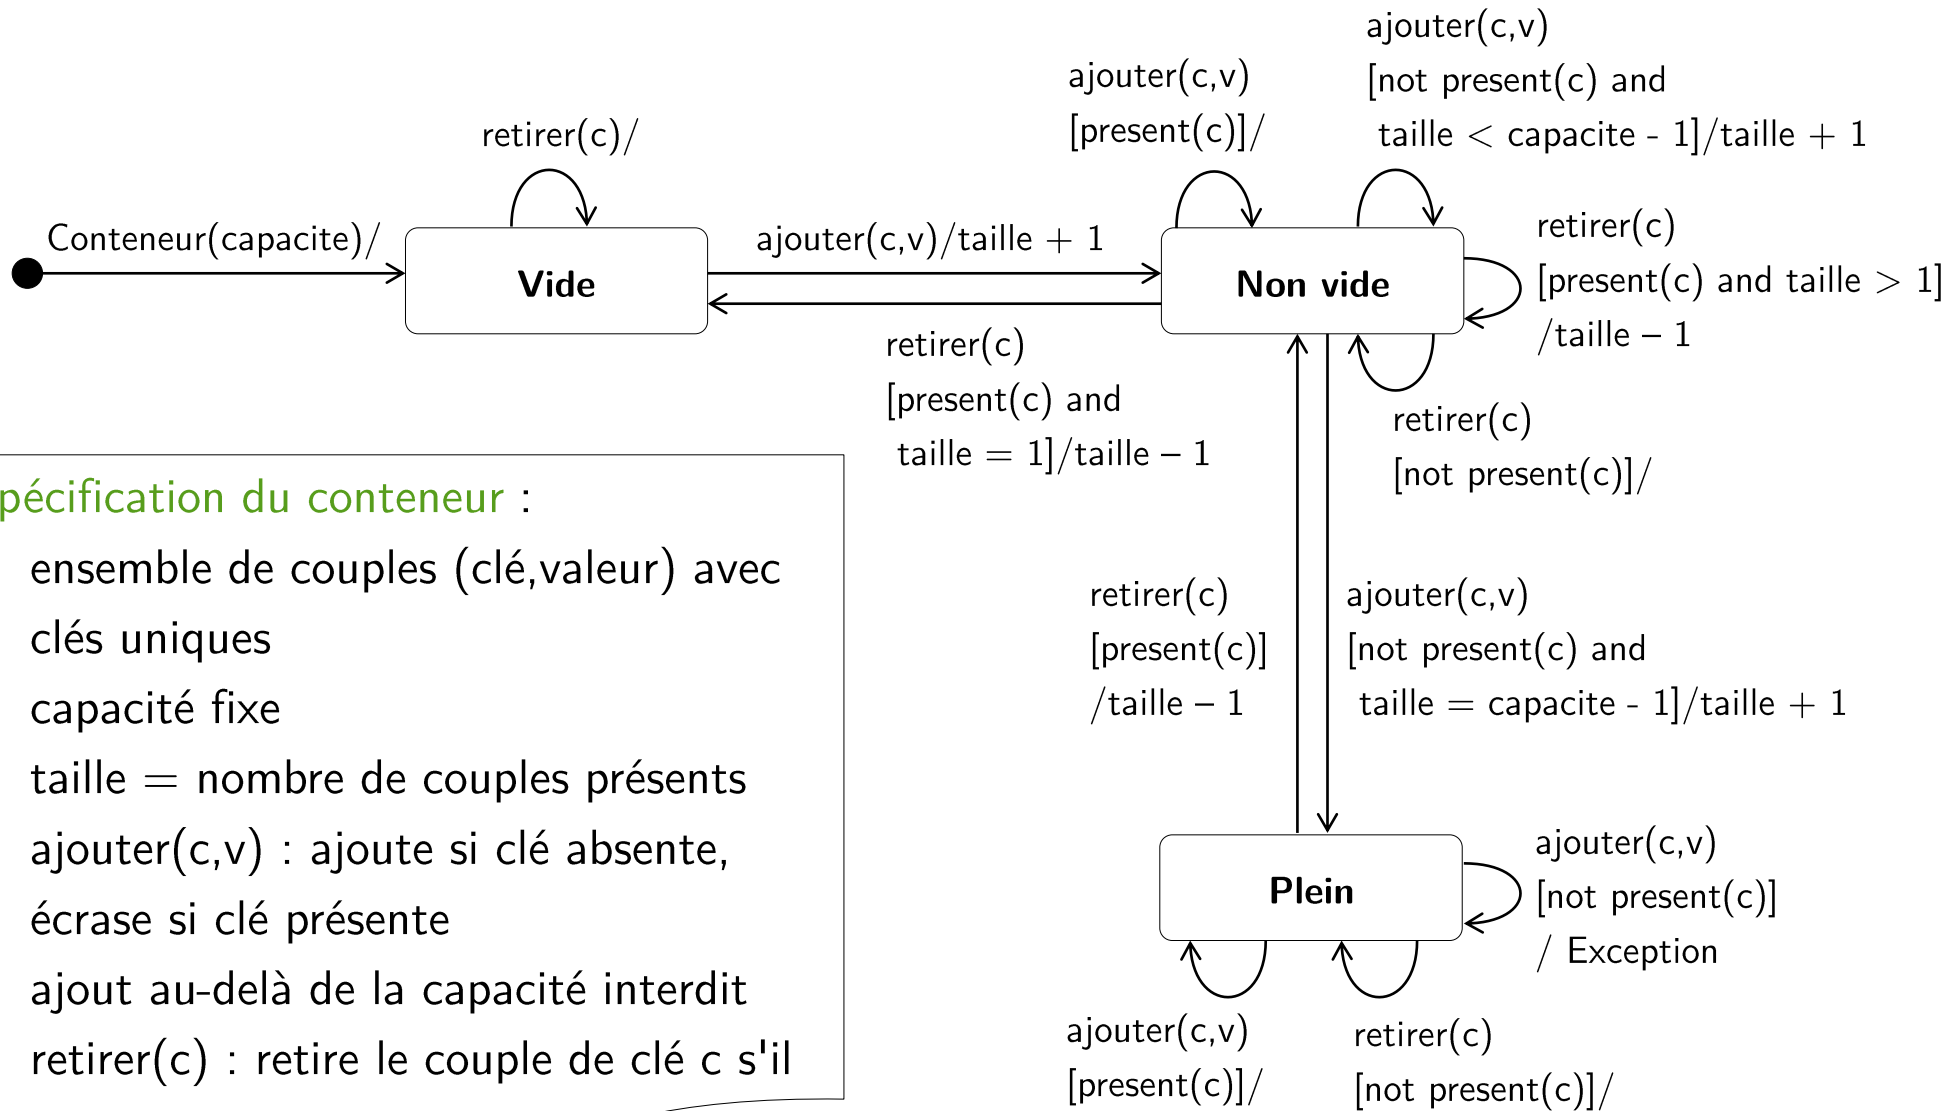 ajouter(c,v)
[not present(c) and
taille < capacite - 1]/taille + 1
ajouter(c,v)
[present(c)]/
retirer(c)/
Conteneur(capacite)/
Vide
ajouter(c,v)/taille + 1
Non vide
retirer(c)
[present(c) and taille > 1]
/taille – 1
retirer(c)
[present(c) and
taille = 1]/taille – 1
retirer(c)
[not present(c)]/
pécification du conteneur :
ensemble de couples (clé,valeur) avec
clés uniques
capacité fixe
taille = nombre de couples présents
ajouter(c,v) : ajoute si clé absente,
écrase si clé présente
ajout au-delà de la capacité interdit
retirer(c) : retire le couple de clé c s'il
retirer(c)
[present(c)]
/taille – 1
ajouter(c,v)
[not present(c) and
taille = capacite - 1]/taille + 1
Plein
ajouter(c,v)
[not present(c)]
/ Exception
ajouter(c,v)
[present(c)]/
retirer(c)
[not present(c)]/